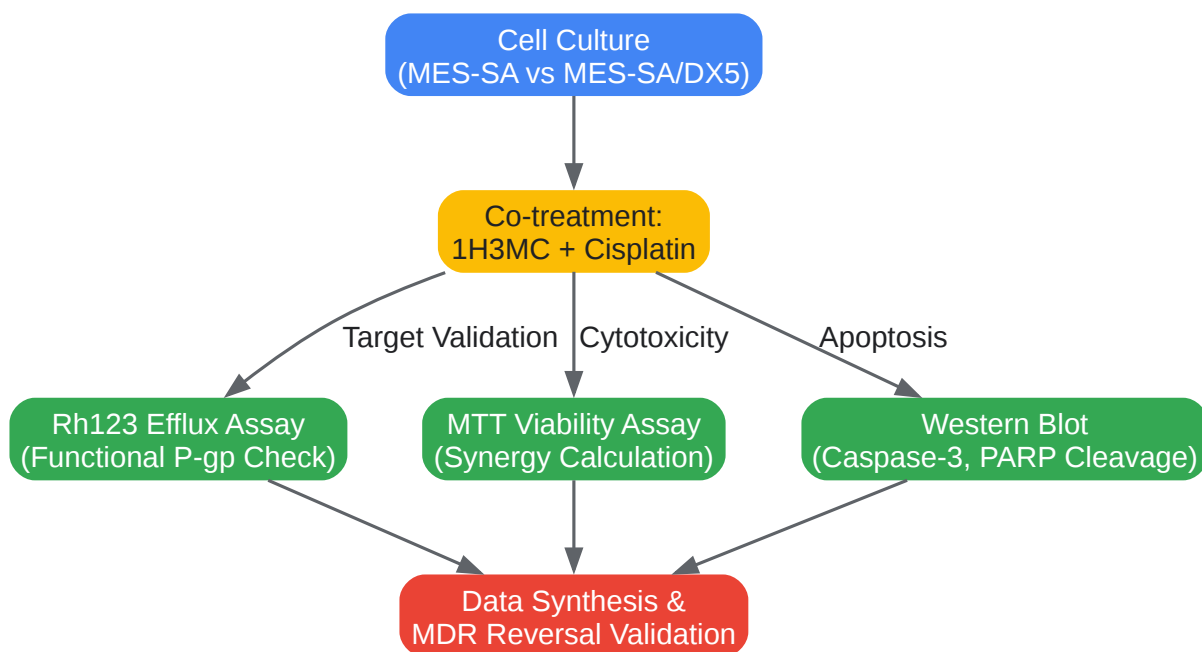 Cell Culture
(MES-SA vs MES-SA/DX5)
Co-treatment:
1H3MC + Cisplatin
Target Validation
Cytotoxicity
Apoptosis
Rh123 Efflux Assay
(Functional P-gp Check)
MTT Viability Assay
(Synergy Calculation)
Western Blot
(Caspase-3, PARP Cleavage)
Data Synthesis &
MDR Reversal Validation